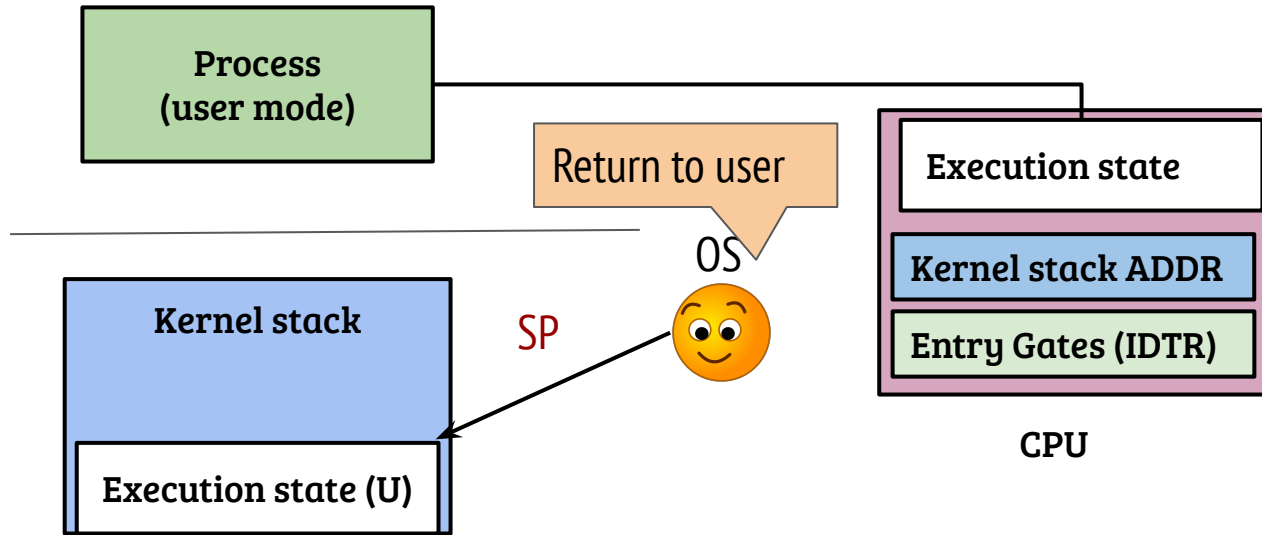 Process
(user mode)
Return to user
Execution state
OS
Kernel stack ADDR
Kernel stack
SP
Entry Gates (IDTR)
CPU
Execution state (U)